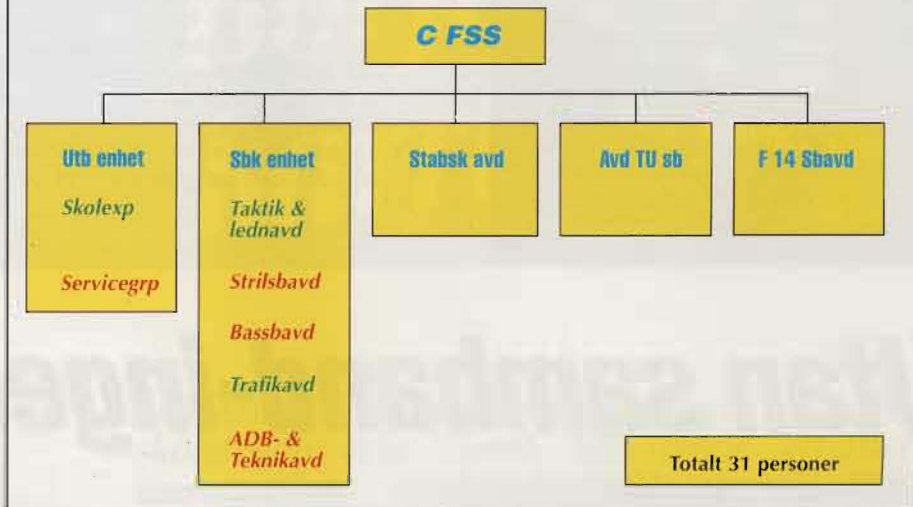 C FSS
Utb enhet
Skolexp
Servicegrp
Sbk enhet
Taktik &
lednavd
Strilsbavd
Bassbavd
Trafikavd
ADB- &
Teknikavd
Stabsk avd
Avd TU sb
F 14 Sbavd
Totalt 31 personer